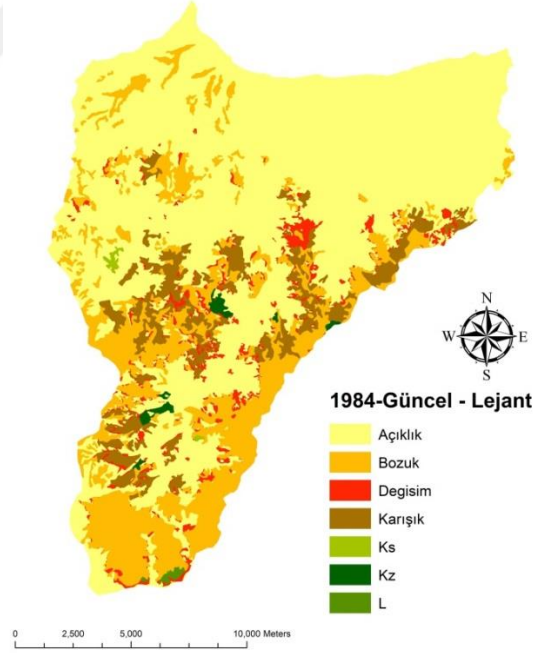 N
W E
S
1984-Güncel - Lejant
Açıklık
Bozuk
Degisim
Karışık
Ks
Kz
L
0 2,500 5,000 10,000 Meters